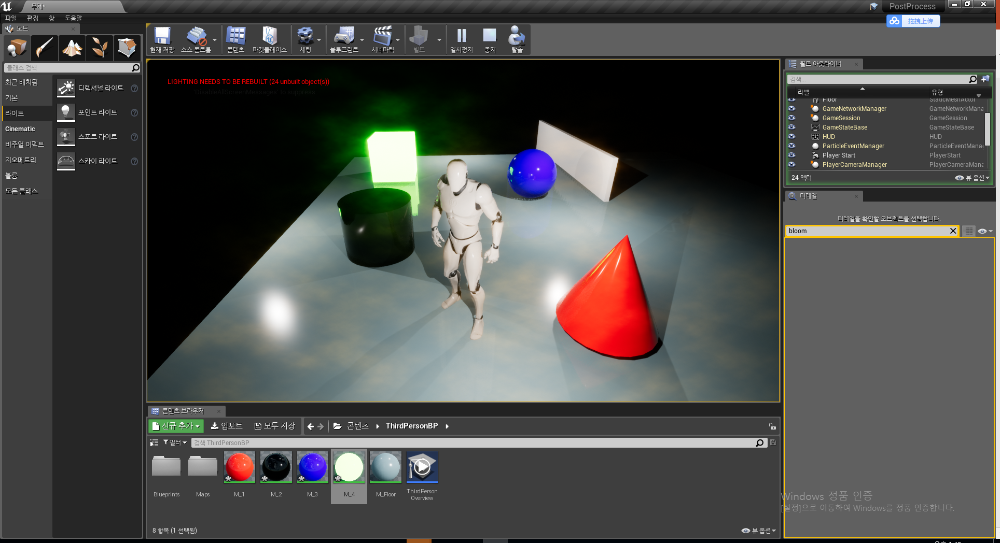 무제*
PostProcess
파일 편집 창 도움말
拖拽上传
모드
현재 저장
소스 콘트롤
콘텐츠
마켓플레이스
세팅
블루프린트
시네마틱
빌드
일시정지
중지
탈출
클래스 검색
최근 배치됨
기본
라이트
Cinematic
비주얼 이펙트
지오메트리
볼륨
모든 클래스
디렉셔널 라이트
포인트 라이트
스포트 라이트
스카이 라이트
LIGHTING NEEDS TO BE REBUILT (24 unbuilt object(s))
'DisableAllScreenMessages' to suppress
월드 아웃라이너
검색...
라벨 유형
Floor StaticMeshActor
GameNetworkManager GameNetworkMana
GameSession GameSession
GameStateBase GameStateBase
HUD HUD
ParticleEventManager ParticleEventMana
Player Start PlayerStart
PlayerCameraManager PlayerCameraMana
24 액터 뷰 옵션
디테일
디테일을 확인할 오브젝트를 선택합니다.
bloom
콘텐츠 브라우저
신규 추가 임포트 모두 저장 콘텐츠 ThirdPersonBP
필터 검색 ThirdPersonBP
Blueprints
Maps
M_1
M_2
M_3
M_4
M_Floor
ThirdPerson
Overview
8 항목 (1 선택됨) 뷰 옵션
Windows 정품 인증
[설정]으로 이동하여 Windows를 정품 인증합니다.